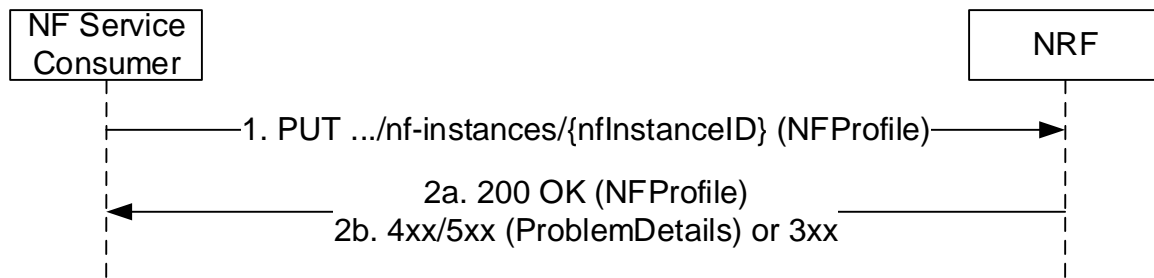 NF Service
Consumer
NRF
1. PUT .../nf-instances/{nfInstanceID} (NFProfile)
2a. 200 OK (NFProfile)
2b. 4xx/5xx (ProblemDetails) or 3xx